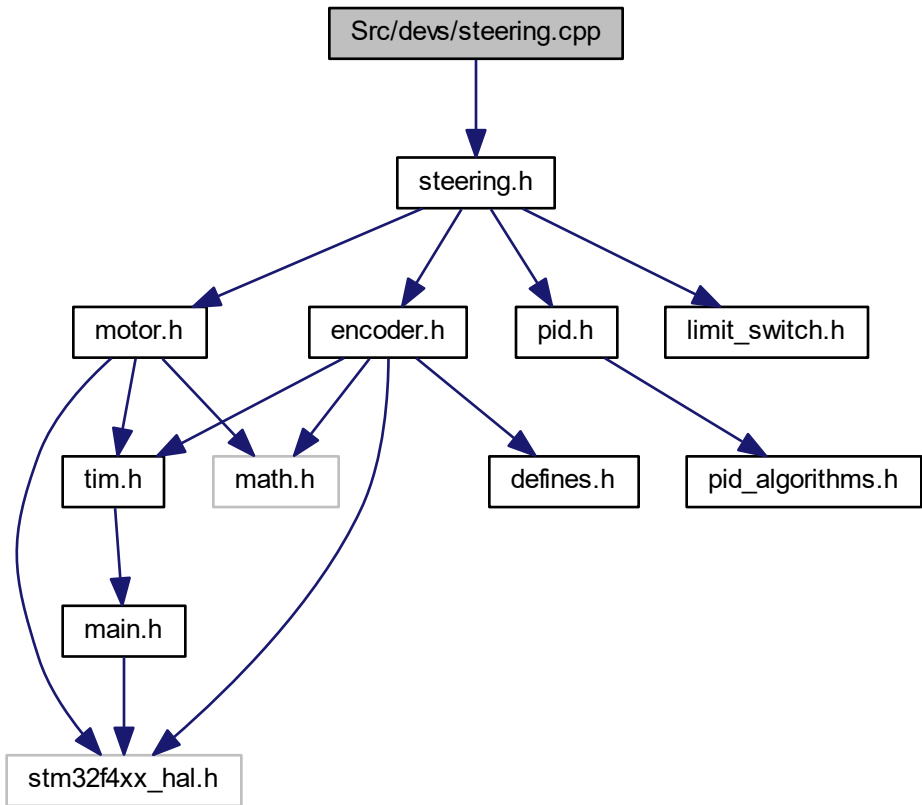 Src/devs/steering.cpp
steering.h
motor.h
encoder.h
pid.h
limit_switch.h
tim.h
math.h
defines.h
pid_algorithms.h
main.h
stm32f4xx_hal.h